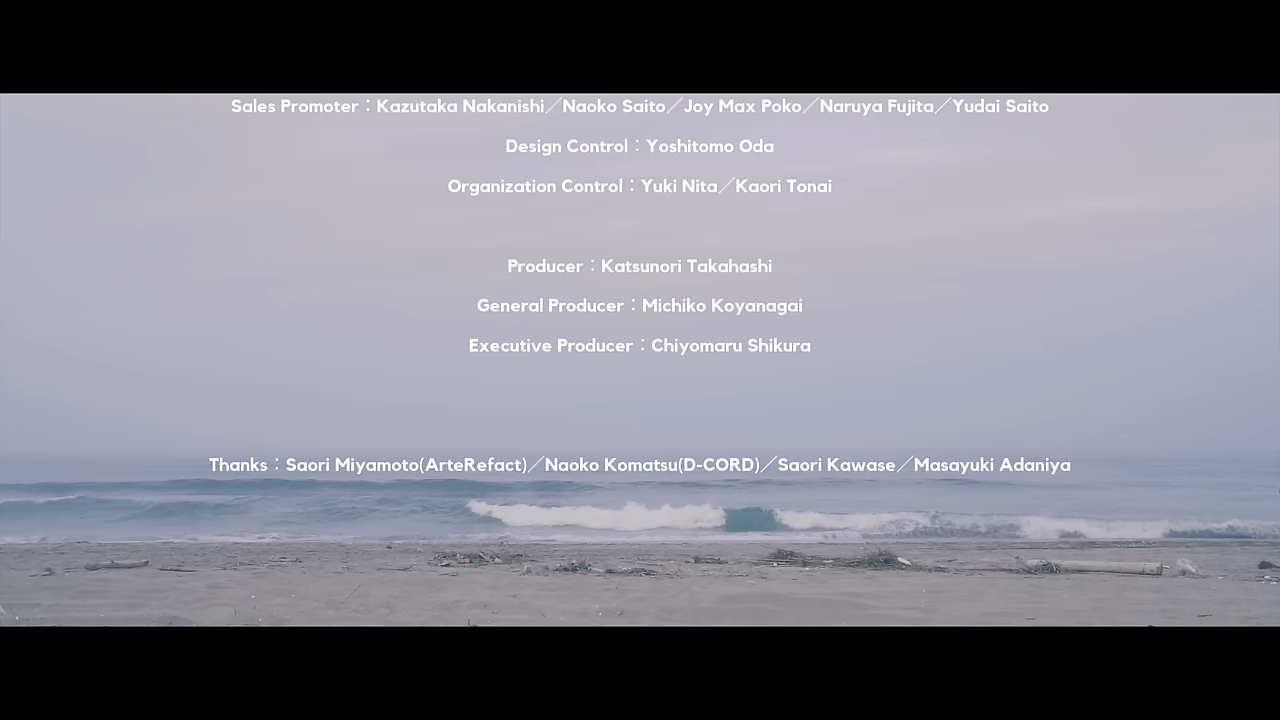 Sales Promoter：Kazutaka Nakanishi／Naoko Saito／Joy Max Poko／Naruya Fujita／Yudai Saito
Design Control：Yoshitomo Oda
Organization Control：Yuki Nita／Kaori Tonai
Producer：Katsunori Takahashi
General Producer：Michiko Koyanagai
Executive Producer：Chiyomaru Shikura
Thanks：Saori Miyamoto(ArteRefact)／Naoko Komatsu(D-CORD)／Saori Kawase／Masayuki Adaniya